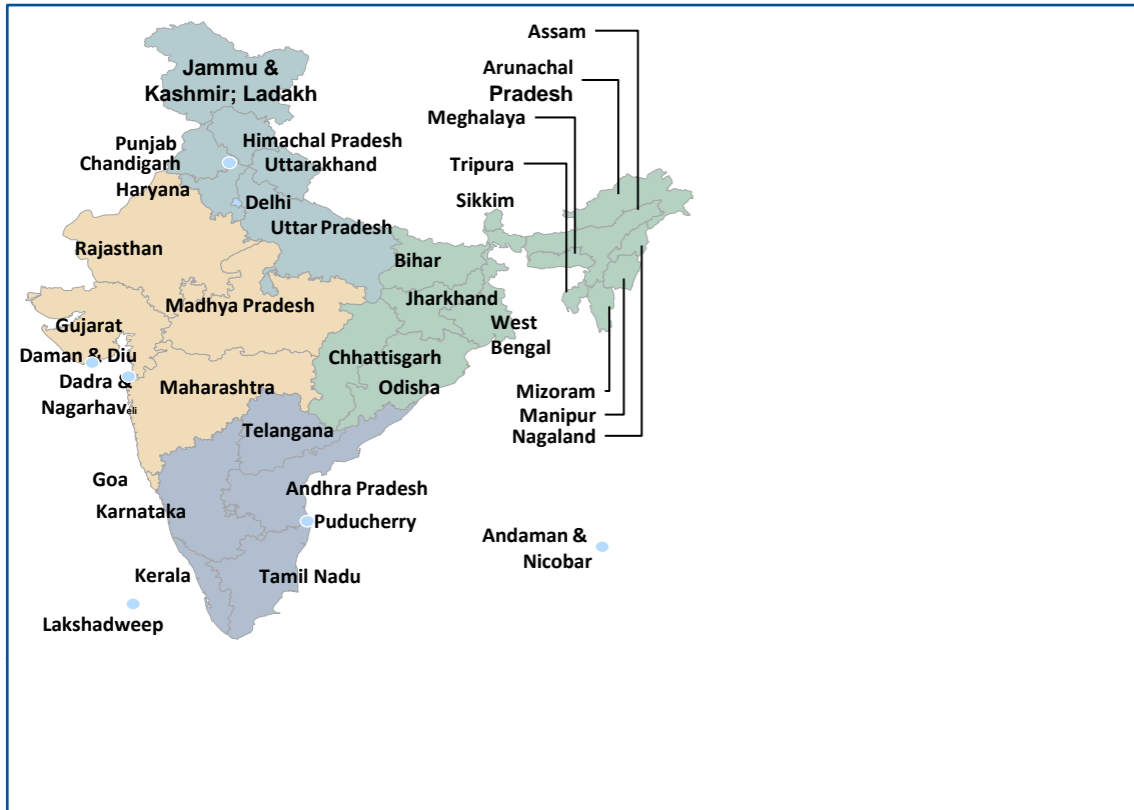 Jammu &
Kashmir; Ladakh
Punjab
Chandigarh
Haryana
Himachal Pradesh
Uttarakhand
Delhi
Uttar Pradesh
Rajasthan
Bihar
Jharkhand
West
Bengal
Madhya Pradesh
Gujarat
Daman & Diu
Dadra &
Nagarhaveli
Chhattisgarh
Odisha
Maharashtra
Telangana
Goa
Karnataka
Andhra Pradesh
Puducherry
Kerala
Tamil Nadu
Lakshadweep
Assam
Arunachal
Pradesh
Meghalaya
Tripura
Sikkim
Mizoram
Manipur
Nagaland
Andaman &
Nicobar